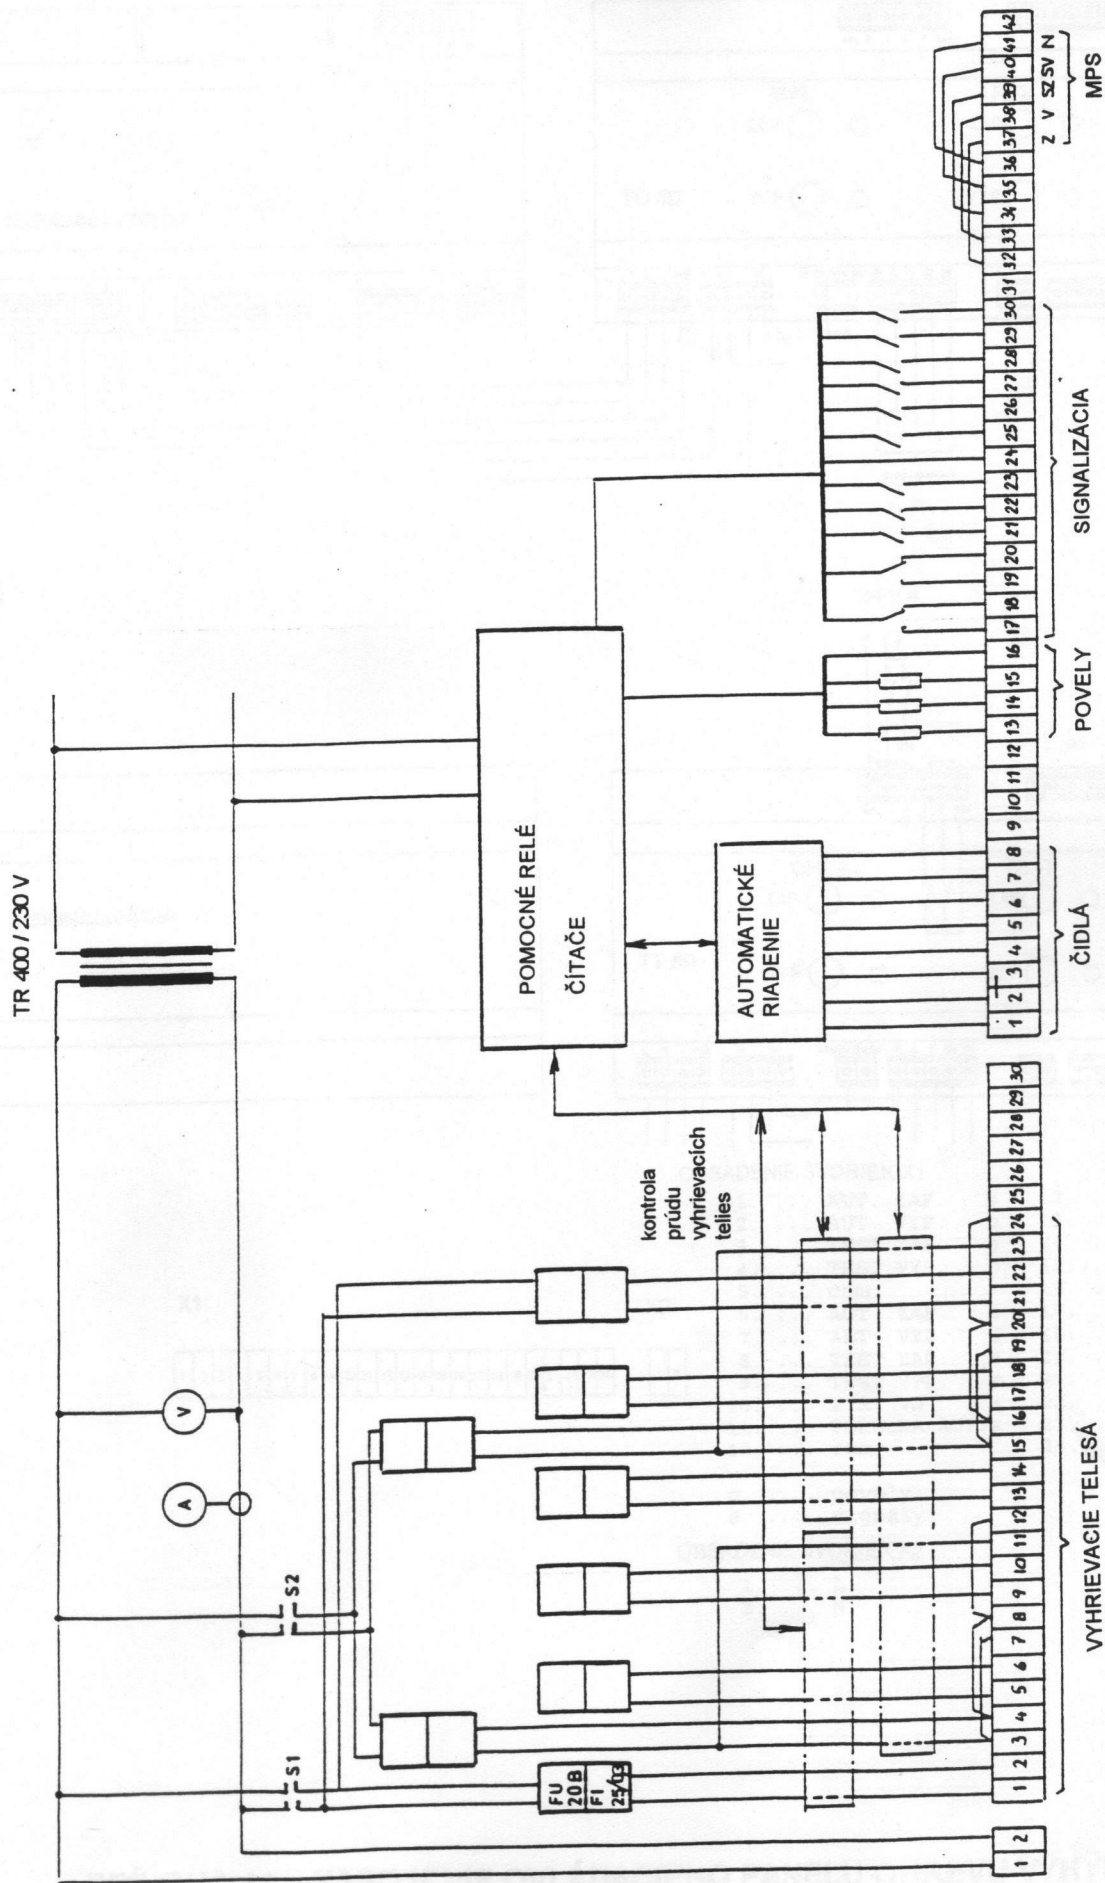 TR 400 / 230 V
V
A
S2
S1
POMOCNÉ RELÉ
ČÍTAČE
AUTOMATICKÉ
RIADENIE
kontrola
prúdu
vyhrievacích
telies
FU
20B
FI
25/03
1 2
1 2 3 4 5 6 7 8 9 10 11 12 13 14 15 16 17 18 19 20 21 22 23 24 25 26 27 28 29 30
1 2 3 4 5 6 7 8 9 10 11 12 13 14 15 16 17 18 19 20 21 22 23 24 25 26 27 28 29 30 31 32 33 34 35 36 37 38 39 40 41 42
Z V SZ SV N
VYHRIEVACIE TELESÁ
ČIDLÁ
POVELY
SIGNALIZÁCIA
MPS